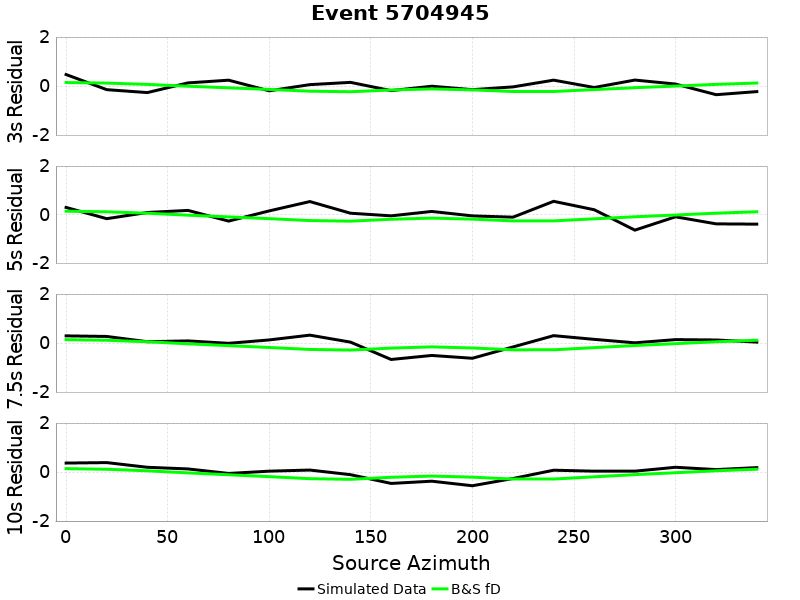 Event 5704945
3s Residual
2
0
-2
5s Residual
2
0
-2
7.5s Residual
2
0
-2
10s Residual
2
0
-2
0 50 100 150 200 250 300
Source Azimuth
Simulated Data B&S fD